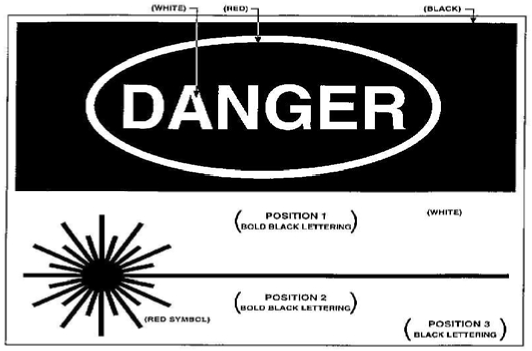 (WHITE) (RED) (BLACK)
DANGER
POSITION 1 (WHITE)
(BOLD BLACK LETTERING)
POSITION 2
(BOLD BLACK LETTERING)
(RED SYMBOL)
POSITION 3
(BLACK LETTERING)